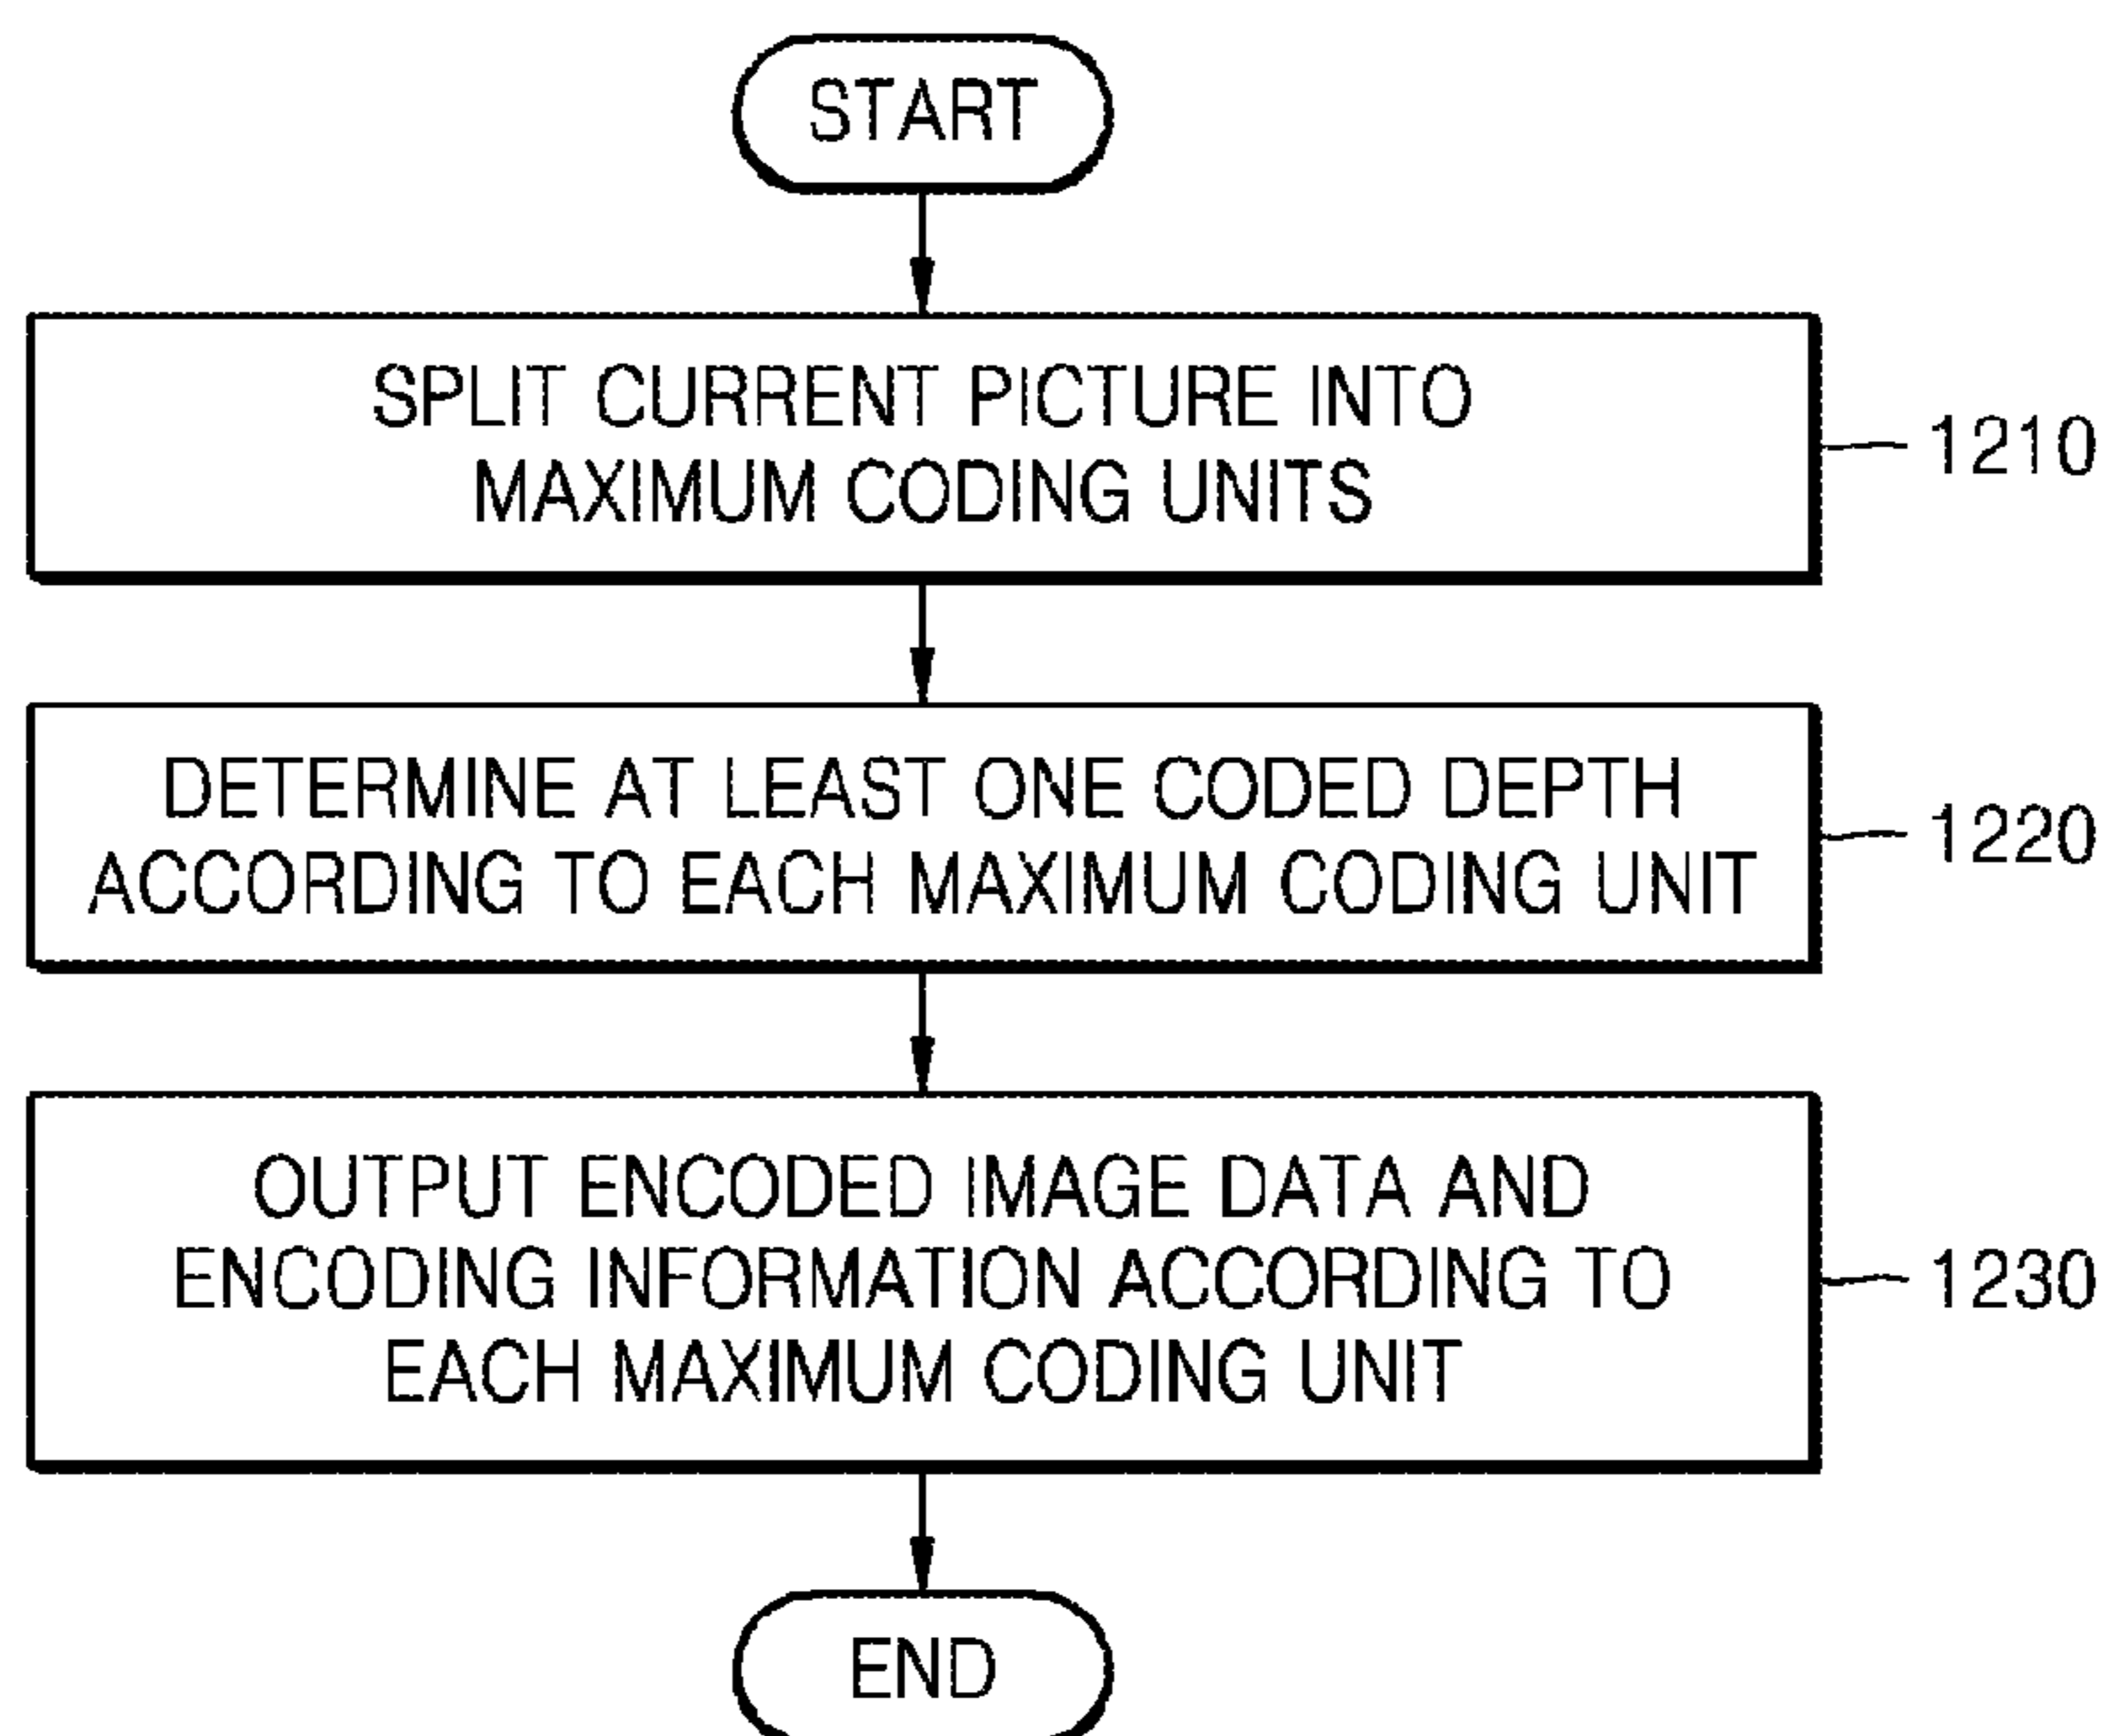 START
SPLIT CURRENT PICTURE INTO
MAXIMUM CODING UNITS
1210
DETERMINE AT LEAST ONE CODED DEPTH
ACCORDING TO EACH MAXIMUM CODING UNIT
1220
OUTPUT ENCODED IMAGE DATA AND
ENCODING INFORMATION ACCORDING TO
EACH MAXIMUM CODING UNIT
1230
END